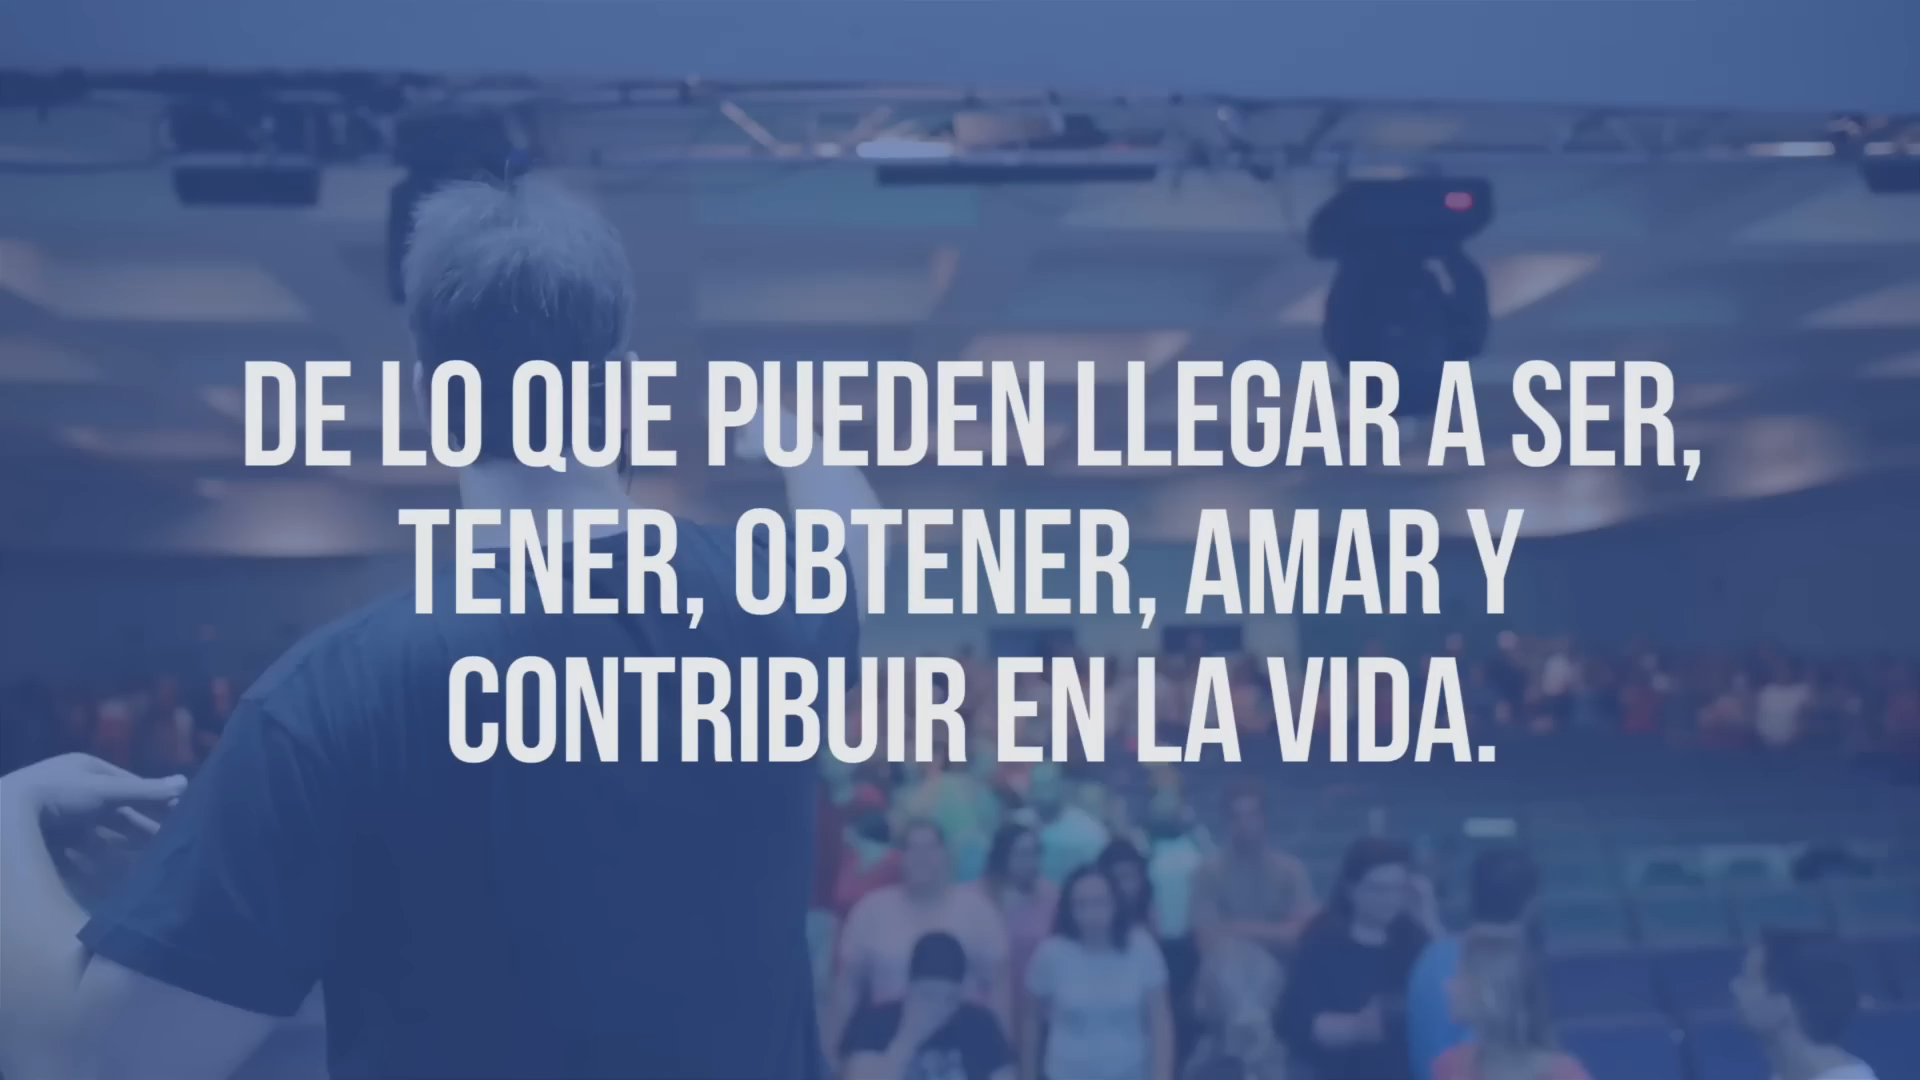 DE LO QUE PUEDEN LLEGAR A SER,
TENER, OBTENER, AMAR Y
CONTRIBUIR EN LA VIDA.